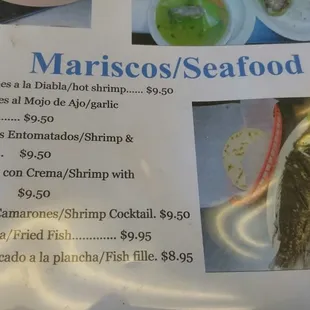 Mariscos/Seafood
es a la Diabla/hot shrimp...... $9.50
es al Mojo de Ajo/garlic
...... $9.50
s Entomatados/Shrimp &
. $9.50
con Crema/Shrimp with
$9.50
Camarones/Shrimp Cocktail. $9.50
a/Fried Fish............. $9.95
cado a la plancha/Fish fille. $8.95